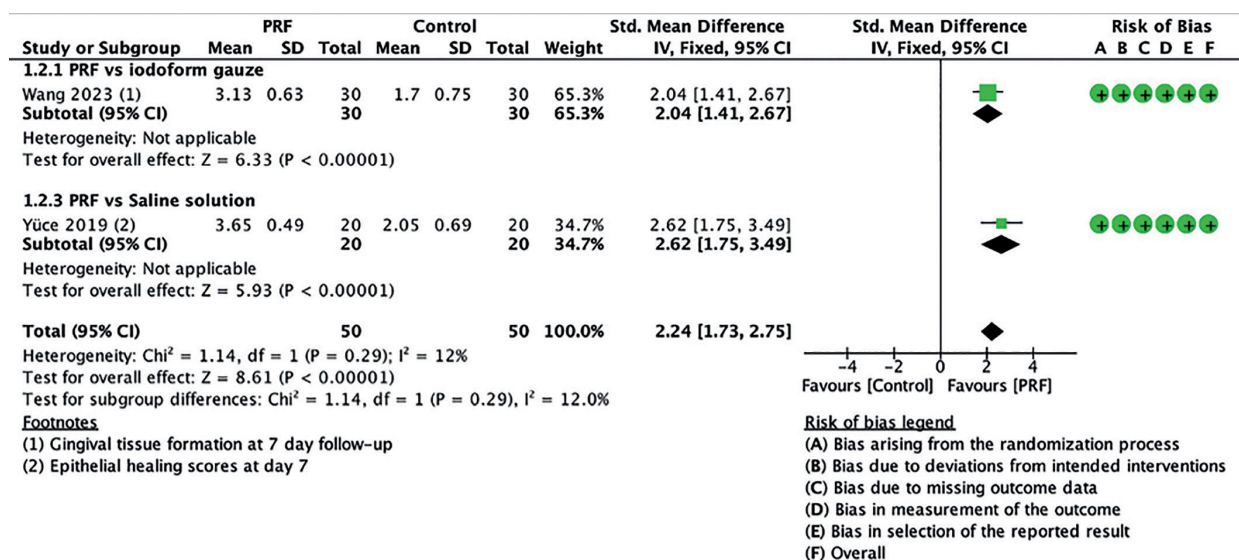 PRF Control Std. Mean Difference Std. Mean Difference Risk of Bias
Study or Subgroup Mean SD Total Mean SD Total Weight IV, Fixed, 95% CI IV, Fixed, 95% CI A B C D E F
1.2.1 PRF vs iodoform gauze
Wang 2023 (1) 3.13 0.63 30 1.7 0.75 30 65.3% 2.04 [1.41, 2.67] + + + + + +
Subtotal (95% CI) 30 30 65.3% 2.04 [1.41, 2.67]
Heterogeneity: Not applicable
Test for overall effect: Z = 6.33 (P < 0.00001)
1.2.3 PRF vs Saline solution
Yüce 2019 (2) 3.65 0.49 20 2.05 0.69 20 34.7% 2.62 [1.75, 3.49] + + + + + +
Subtotal (95% CI) 20 20 34.7% 2.62 [1.75, 3.49]
Heterogeneity: Not applicable
Test for overall effect: Z = 5.93 (P < 0.00001)
Total (95% CI) 50 50 100.0% 2.24 [1.73, 2.75]
Heterogeneity: Chi² = 1.14, df = 1 (P = 0.29); I² = 12%
Test for overall effect: Z = 8.61 (P < 0.00001)
Test for subgroup differences: Chi² = 1.14, df = 1 (P = 0.29), I² = 12.0%
-4 -2 0 2 4
Favours [Control] Favours [PRF]
Footnotes
(1) Gingival tissue formation at 7 day follow-up
(2) Epithelial healing scores at day 7
Risk of bias legend
(A) Bias arising from the randomization process
(B) Bias due to deviations from intended interventions
(C) Bias due to missing outcome data
(D) Bias in measurement of the outcome
(E) Bias in selection of the reported result
(F) Overall